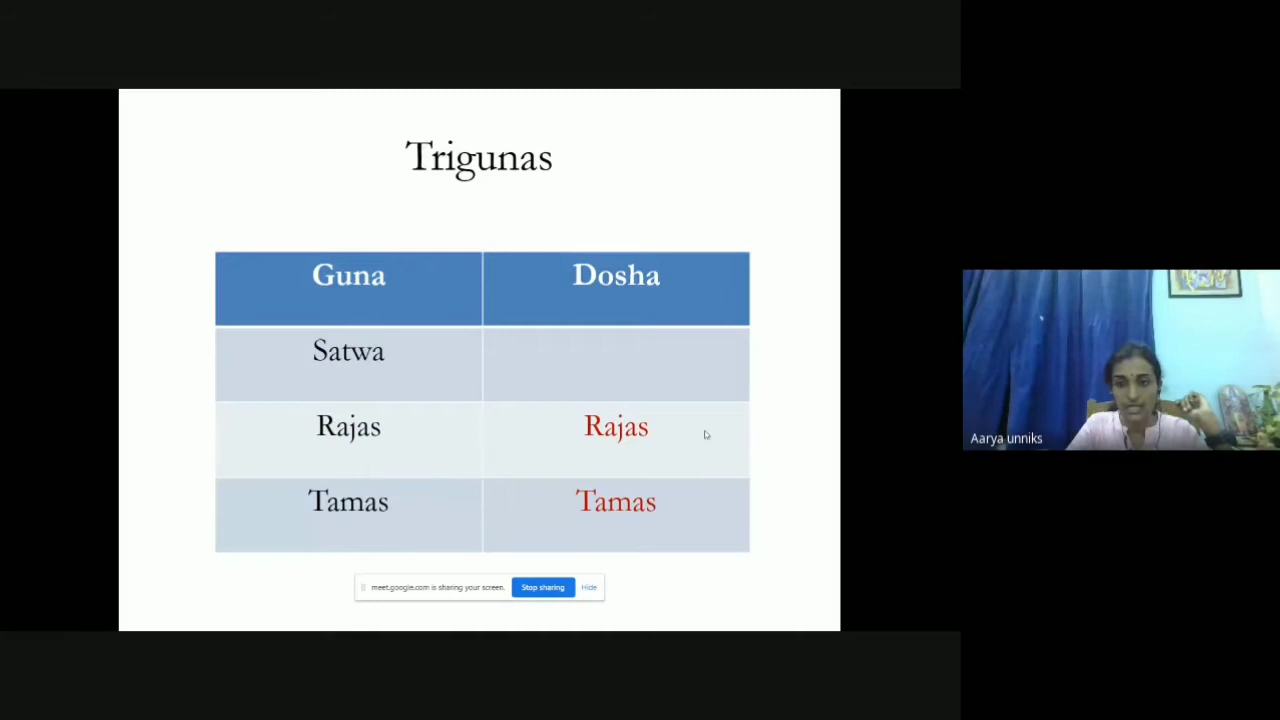 Trigunas
Guna Dosha
Satwa
Rajas Rajas
Tamas Tamas
meet.google.com is sharing your screen. Stop sharing Hide
Aarya unniks